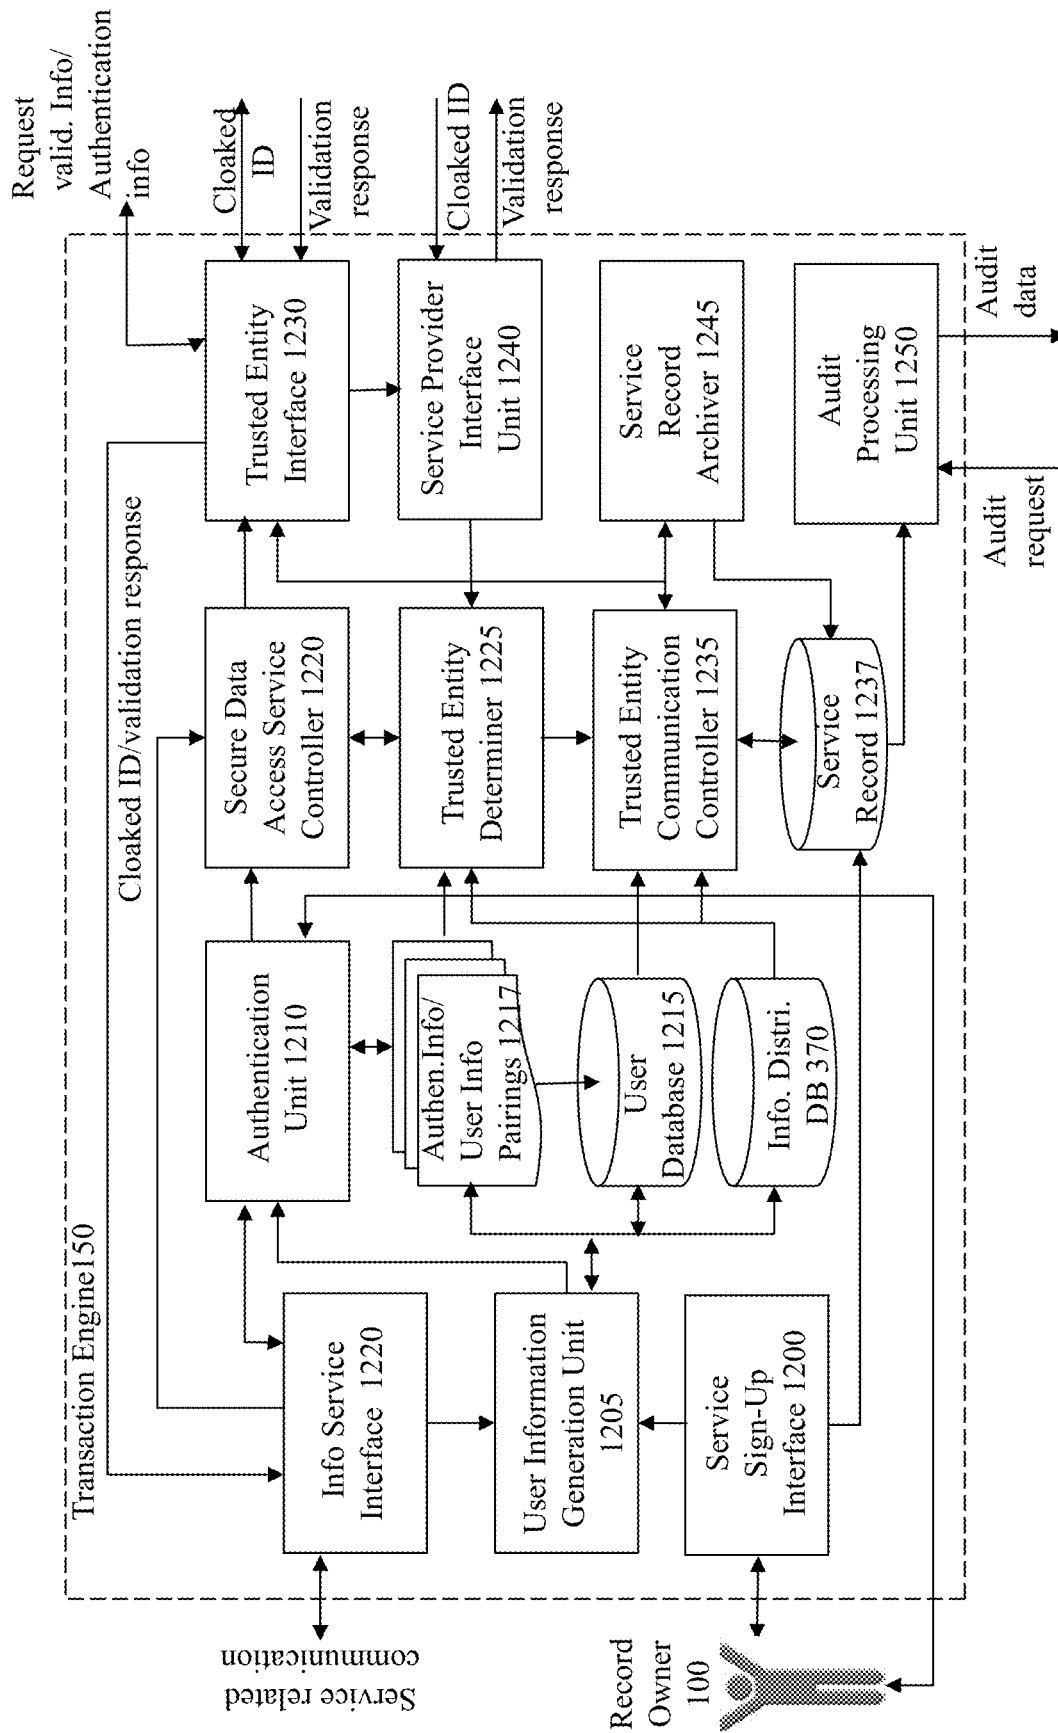 Transaction Engine150
Cloaked ID/validation response
Service related
communication
Record
Owner
100
Info Service
Interface 1220
User Information
Generation Unit
1205
Service
Sign-Up
Interface 1200
Authentication
Unit 1210
Authen.Info/
User Info
Pairings 1217
User
Database 1215
Info. Distri.
DB 370
Secure Data
Access Service
Controller 1220
Trusted Entity
Determiner 1225
Trusted Entity
Communication
Controller 1235
Service
Record 1237
Trusted Entity
Interface 1230
Service Provider
Interface
Unit 1240
Service
Record
Archiver 1245
Audit
Processing
Unit 1250
Request
valid. Info/
Authentication
info
Cloaked
ID
Validation
response
Cloaked ID
Validation
response
Audit
request
Audit
data